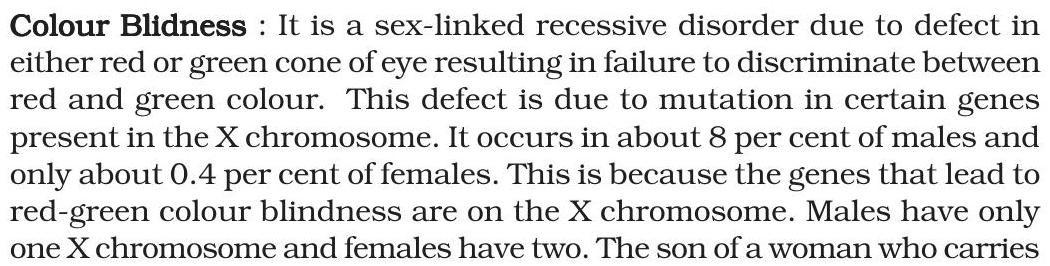 Colour Blidness : It is a sex-linked recessive disorder due to defect in
either red or green cone of eye resulting in failure to discriminate between
red and green colour. This defect is due to mutation in certain genes
present in the X chromosome. It occurs in about 8 per cent of males and
only about 0.4 per cent of females. This is because the genes that lead to
red-green colour blindness are on the X chromosome. Males have only
one X chromosome and females have two. The son of a woman who carries